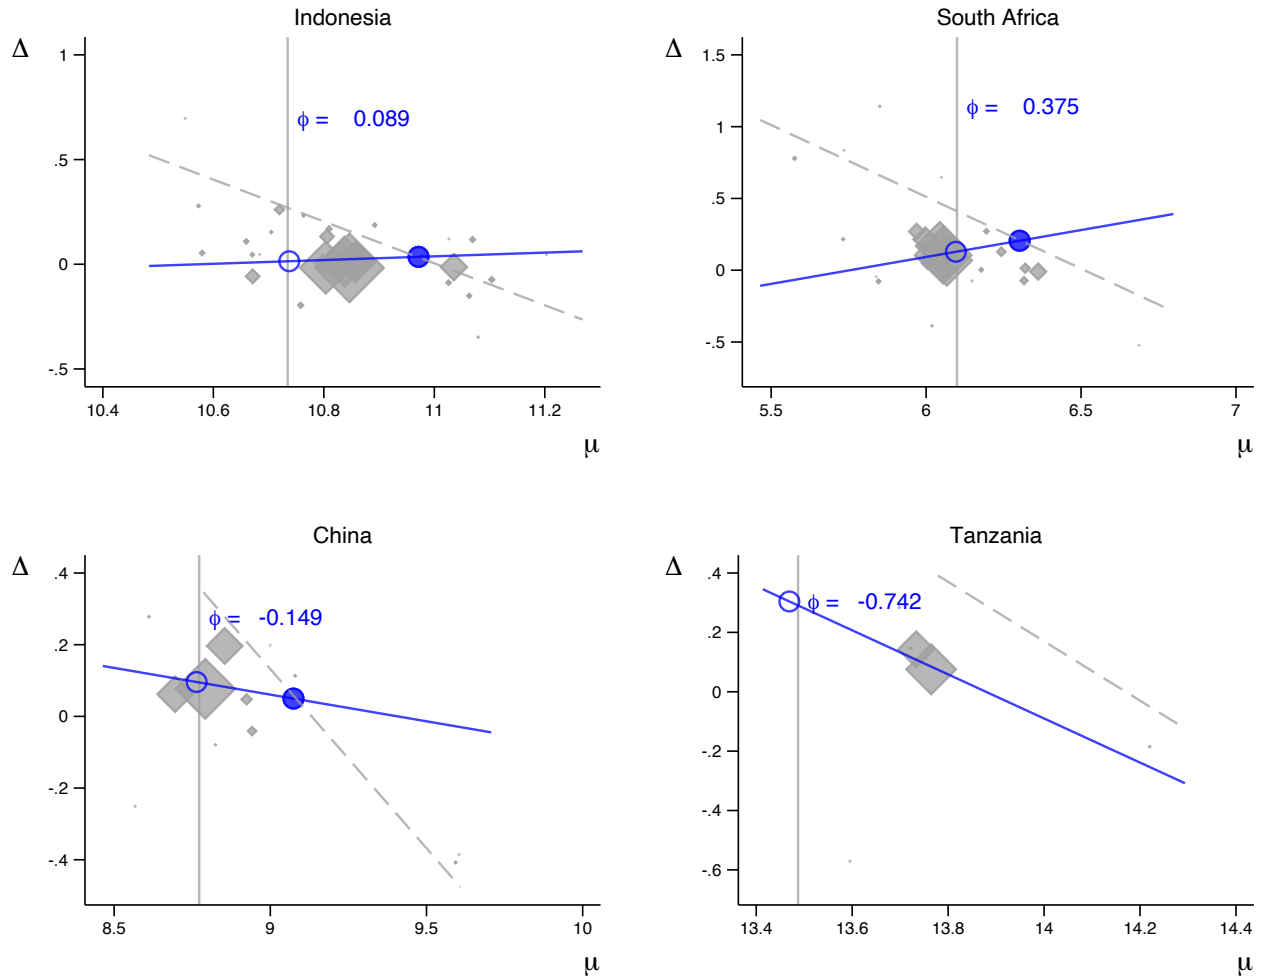 Indonesia
Δ
1
.5
0
-.5
ϕ = 0.089
10.4 10.6 10.8 11 11.2
μ
South Africa
Δ
1.5
1
.5
0
-.5
ϕ = 0.375
5.5 6 6.5 7
μ
China
Δ
.4
.2
0
-.2
-.4
ϕ = -0.149
8.5 9 9.5 10
μ
Tanzania
Δ
.4
.2
0
-.2
-.4
-.6
ϕ = -0.742
13.4 13.6 13.8 14 14.2 14.4
μ